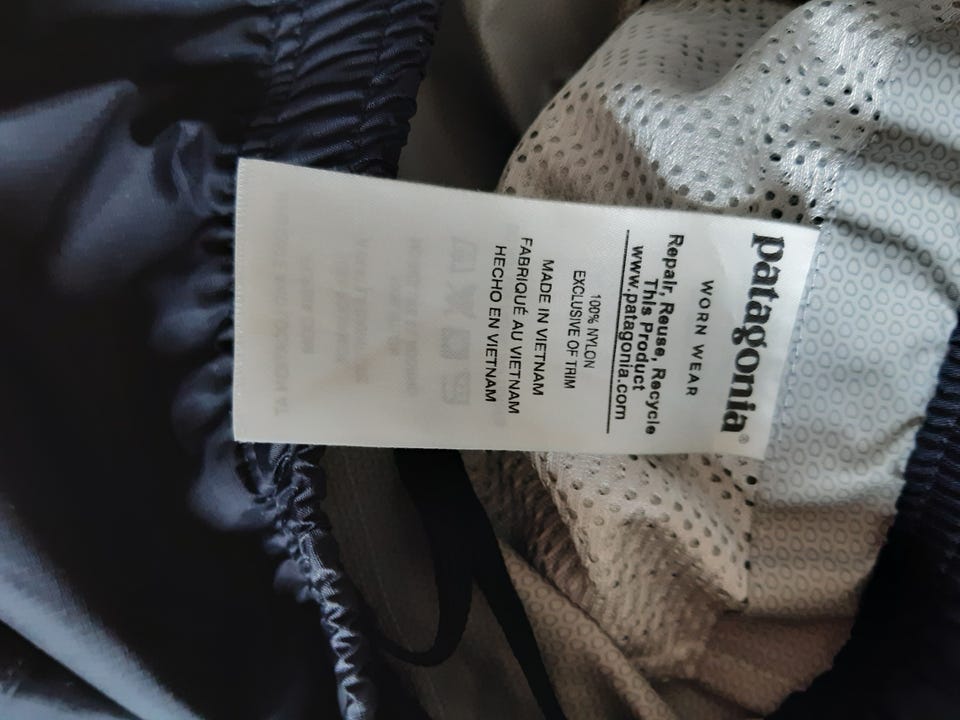 patagonia®
WORN WEAR
Repair, Reuse, Recycle
This Product
www.patagonia.com
100% NYLON
EXCLUSIVE OF TRIM
MADE IN VIETNAM
FABRIQUÉ AU VIETNAM
HECHO EN VIETNAM